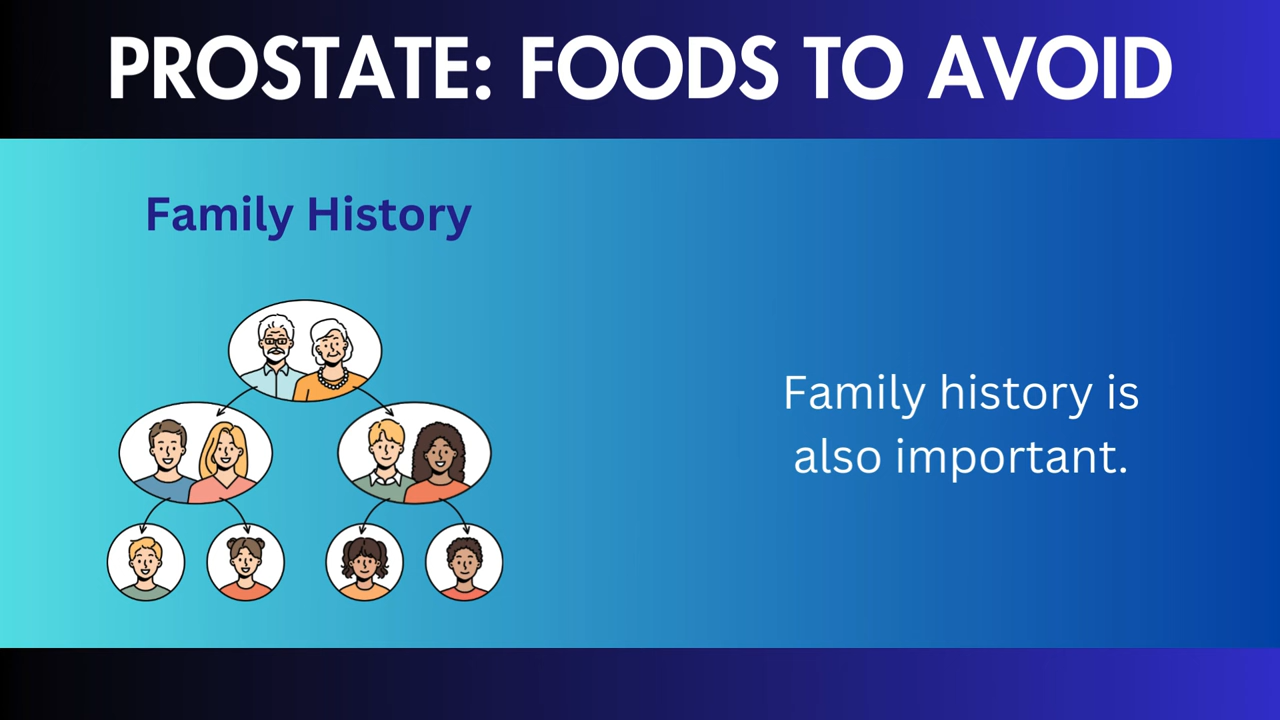 PROSTATE: FOODS TO AVOID
Family History
Family history is
also important.